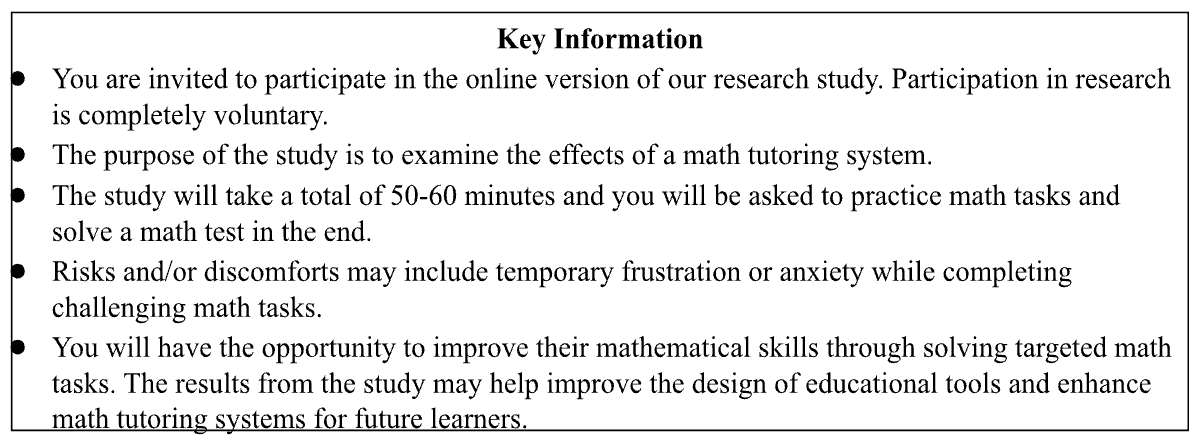 Key Information
● You are invited to participate in the online version of our research study. Participation in research
is completely voluntary.
● The purpose of the study is to examine the effects of a math tutoring system.
● The study will take a total of 50-60 minutes and you will be asked to practice math tasks and
solve a math test in the end.
● Risks and/or discomforts may include temporary frustration or anxiety while completing
challenging math tasks.
● You will have the opportunity to improve their mathematical skills through solving targeted math
tasks. The results from the study may help improve the design of educational tools and enhance
math tutoring systems for future learners.